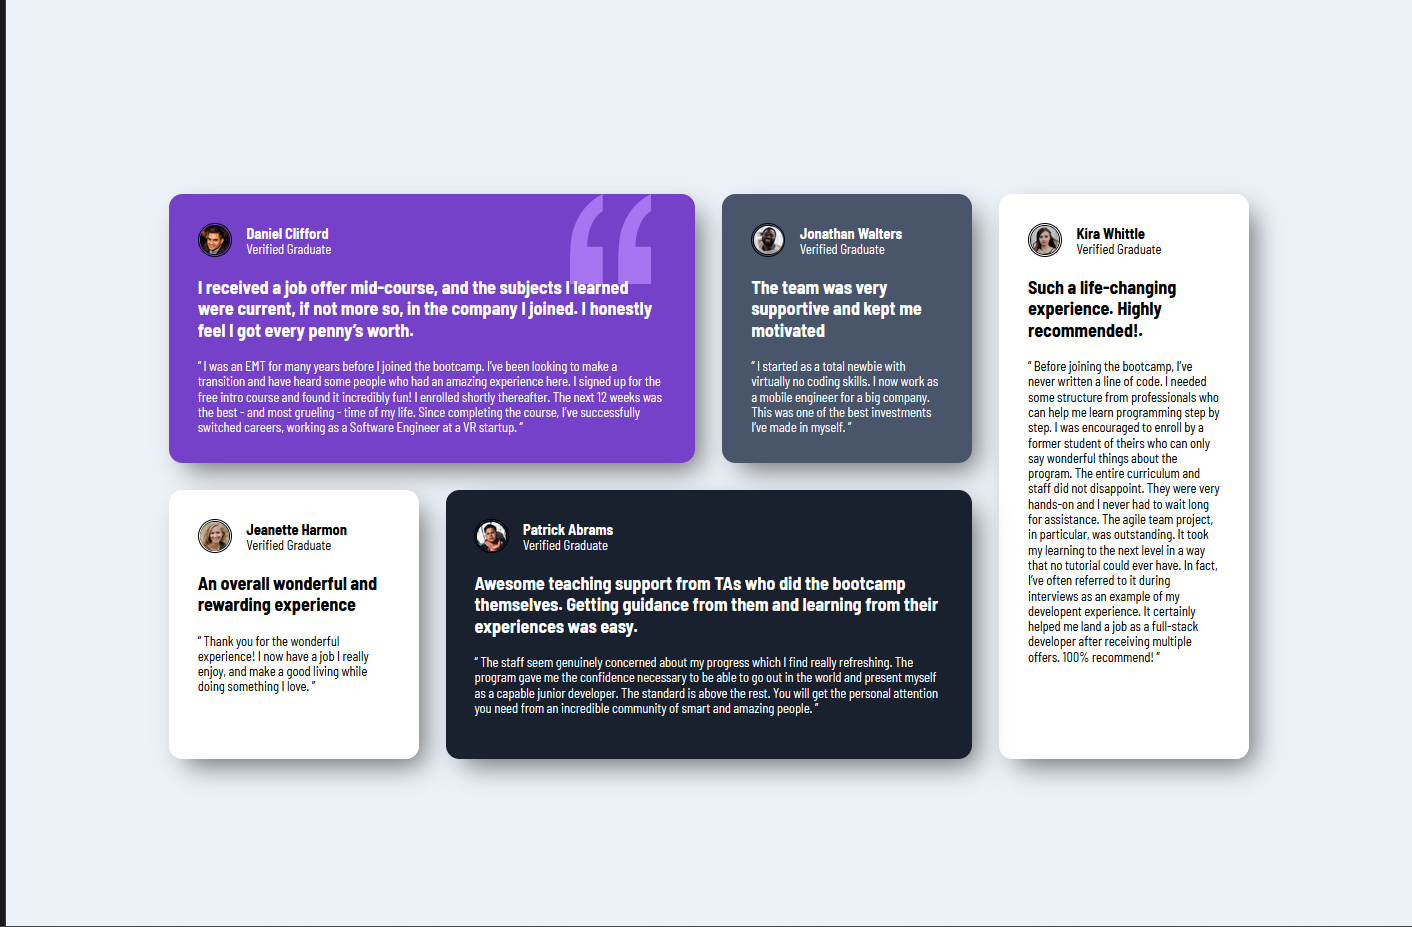 Daniel Clifford
Verified Graduate
I received a job offer mid-course, and the subjects I learned
were current, if not more so, in the company I joined. I honestly
feel I got every penny’s worth.
“ I was an EMT for many years before I joined the bootcamp. I’ve been looking to make a
transition and have heard some people who had an amazing experience here. I signed up for the
free intro course and found it incredibly fun! I enrolled shortly thereafter. The next 12 weeks was
the best - and most grueling - time of my life. Since completing the course, I’ve successfully
switched careers, working as a Software Engineer at a VR startup. ”
Jonathan Walters
Verified Graduate
The team was very
supportive and kept me
motivated
“ I started as a total newbie with
virtually no coding skills. I now work as
a mobile engineer for a big company.
This was one of the best investments
I’ve made in myself. ”
Kira Whittle
Verified Graduate
Such a life-changing
experience. Highly
recommended!.
“ Before joining the bootcamp, I’ve
never written a line of code. I needed
some structure from professionals who
can help me learn programming step by
step. I was encouraged to enroll by a
former student of theirs who can only
say wonderful things about the
program. The entire curriculum and
staff did not disappoint. They were very
hands-on and I never had to wait long
for assistance. The agile team project,
in particular, was outstanding. It took
my learning to the next level in a way
that no tutorial could ever have. In fact,
I’ve often referred to it during
interviews as an example of my
developent experience. It certainly
helped me land a job as a full-stack
developer after receiving multiple
offers. 100% recommend! ”
Jeanette Harmon
Verified Graduate
An overall wonderful and
rewarding experience
“ Thank you for the wonderful
experience! I now have a job I really
enjoy, and make a good living while
doing something I love. ”
Patrick Abrams
Verified Graduate
Awesome teaching support from TAs who did the bootcamp
themselves. Getting guidance from them and learning from their
experiences was easy.
“ The staff seem genuinely concerned about my progress which I find really refreshing. The
program gave me the confidence necessary to be able to go out in the world and present myself
as a capable junior developer. The standard is above the rest. You will get the personal attention
you need from an incredible community of smart and amazing people. ”